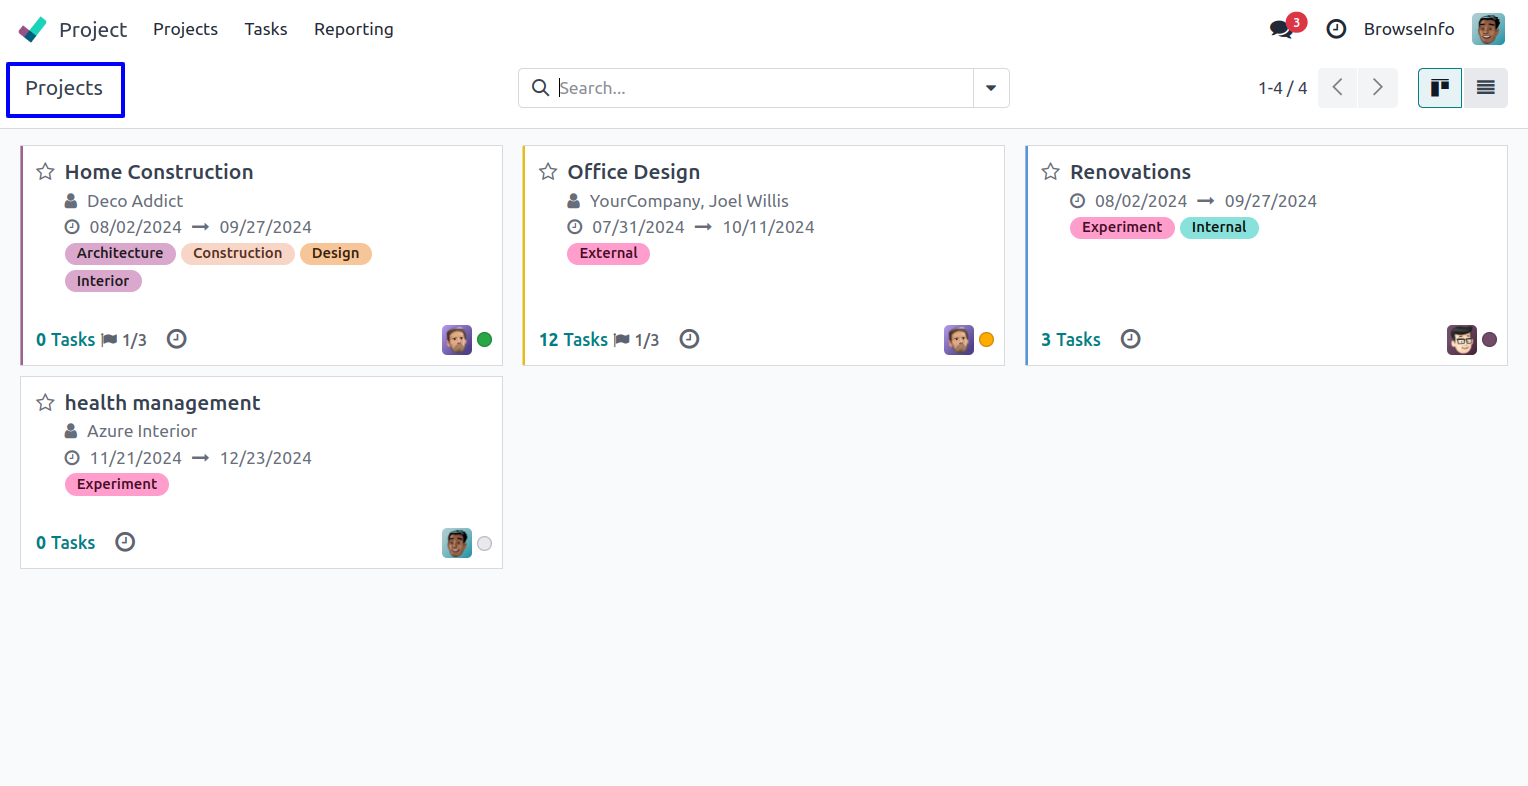 Project Projects Tasks Reporting 3 BrowseInfo
Projects Search... 1-4 / 4
Home Construction
Deco Addict
08/02/2024 → 09/27/2024
Architecture Construction Design
Interior
0 Tasks 1/3
Office Design
YourCompany, Joel Willis
07/31/2024 → 10/11/2024
External
12 Tasks 1/3
Renovations
08/02/2024 → 09/27/2024
Experiment Internal
3 Tasks
health management
Azure Interior
11/21/2024 → 12/23/2024
Experiment
0 Tasks